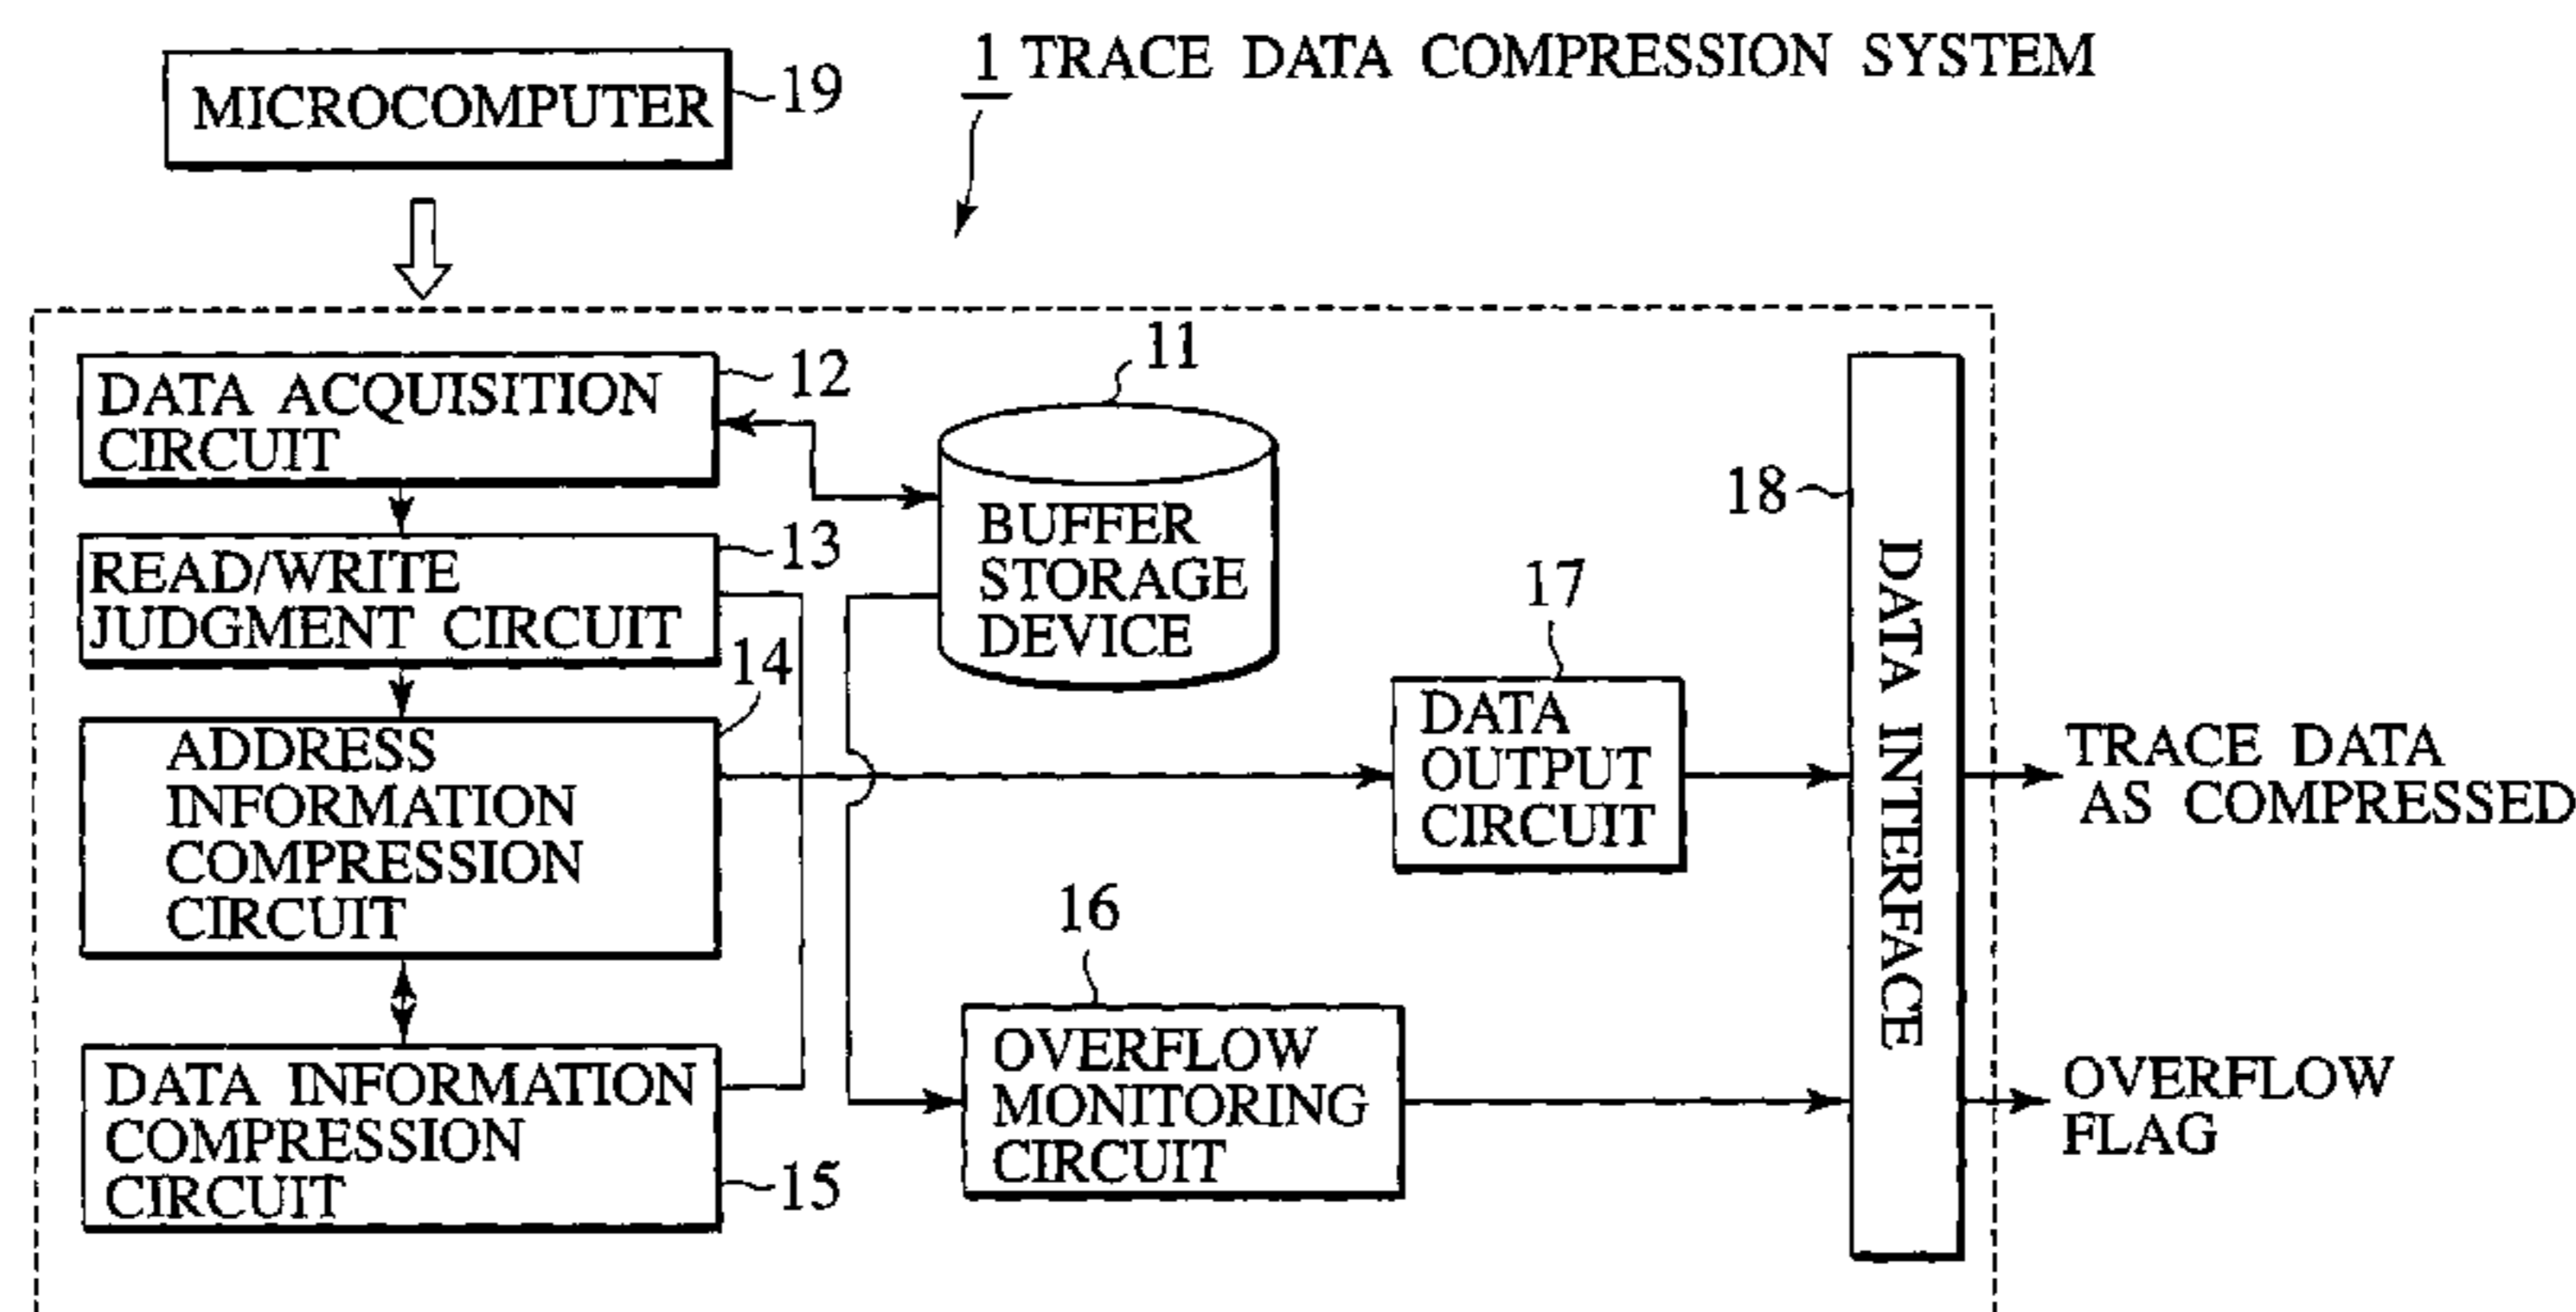 MICROCOMPUTER
19
1 TRACE DATA COMPRESSION SYSTEM
DATA ACQUISITION
CIRCUIT
12
11
BUFFER
STORAGE
DEVICE
READ/WRITE
JUDGMENT CIRCUIT
13
14
ADDRESS
INFORMATION
COMPRESSION
CIRCUIT
DATA INFORMATION
COMPRESSION
CIRCUIT
15
17
DATA
OUTPUT
CIRCUIT
16
OVERFLOW
MONITORING
CIRCUIT
18
DATA INTERFACE
TRACE DATA
AS COMPRESSED
OVERFLOW
FLAG